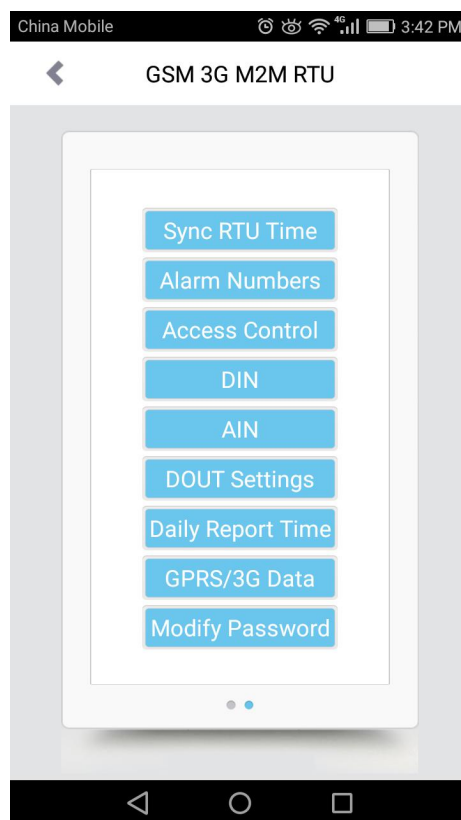 China Mobile 4G 3:42 PM
GSM 3G M2M RTU
Sync RTU Time
Alarm Numbers
Access Control
DIN
AIN
DOUT Settings
Daily Report Time
GPRS/3G Data
Modify Password